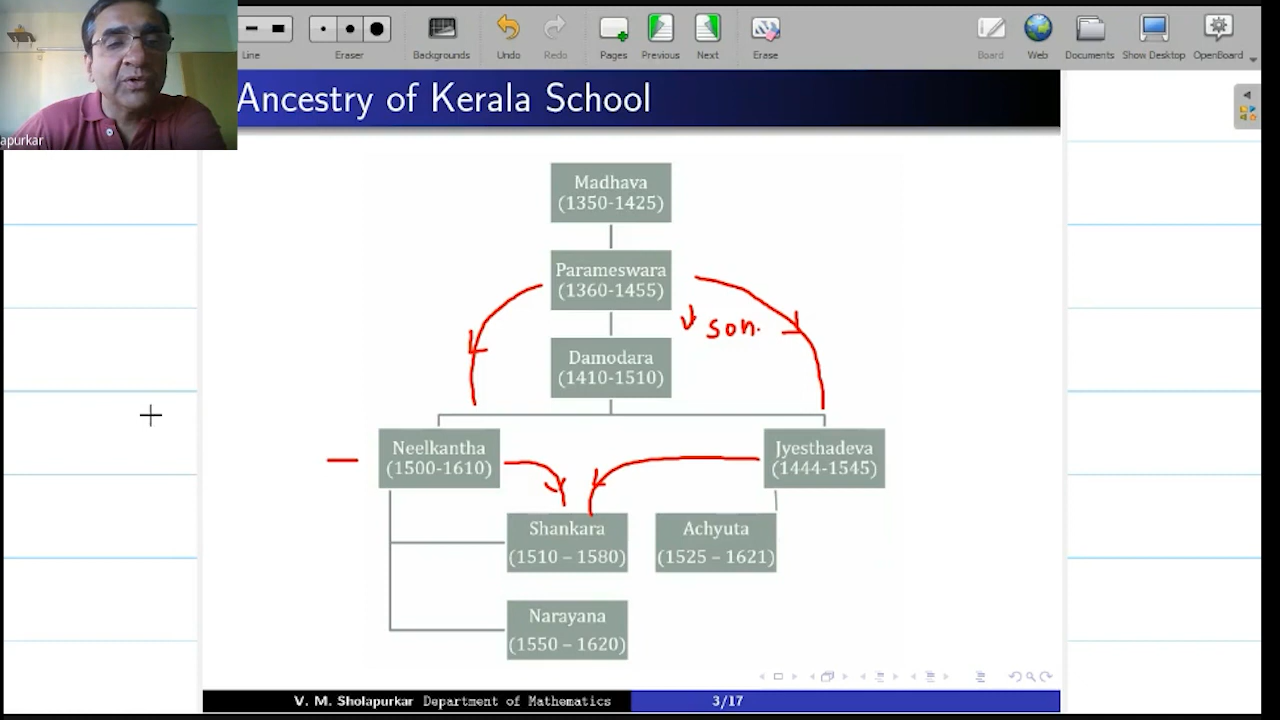 Line
Eraser
Backgrounds
Undo
Redo
Pages
Previous
Next
Erase
Board
Web
Documents
Show Desktop
OpenBoard
apurkar
Ancestry of Kerala School
Madhava
(1350-1425)
Parameswara
(1360-1455)
son.
Damodara
(1410-1510)
Neelkantha
(1500-1610)
Jyesthadeva
(1444-1545)
Shankara
(1510 – 1580)
Achyuta
(1525 – 1621)
Narayana
(1550 – 1620)
V. M. Sholapurkar Department of Mathematics
3/17